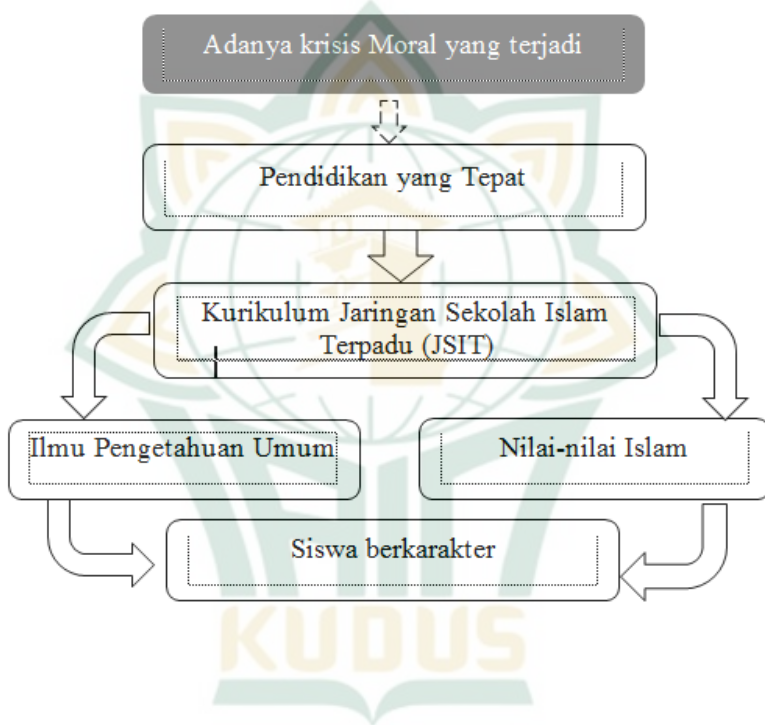 Adanya krisis Moral yang terjadi
Pendidikan yang Tepat
Kurikulum Jaringan Sekolah Islam
Terpadu (JSIT)
Ilmu Pengetahuan Umum
Nilai-nilai Islam
Siswa berkarakter
KUDUS